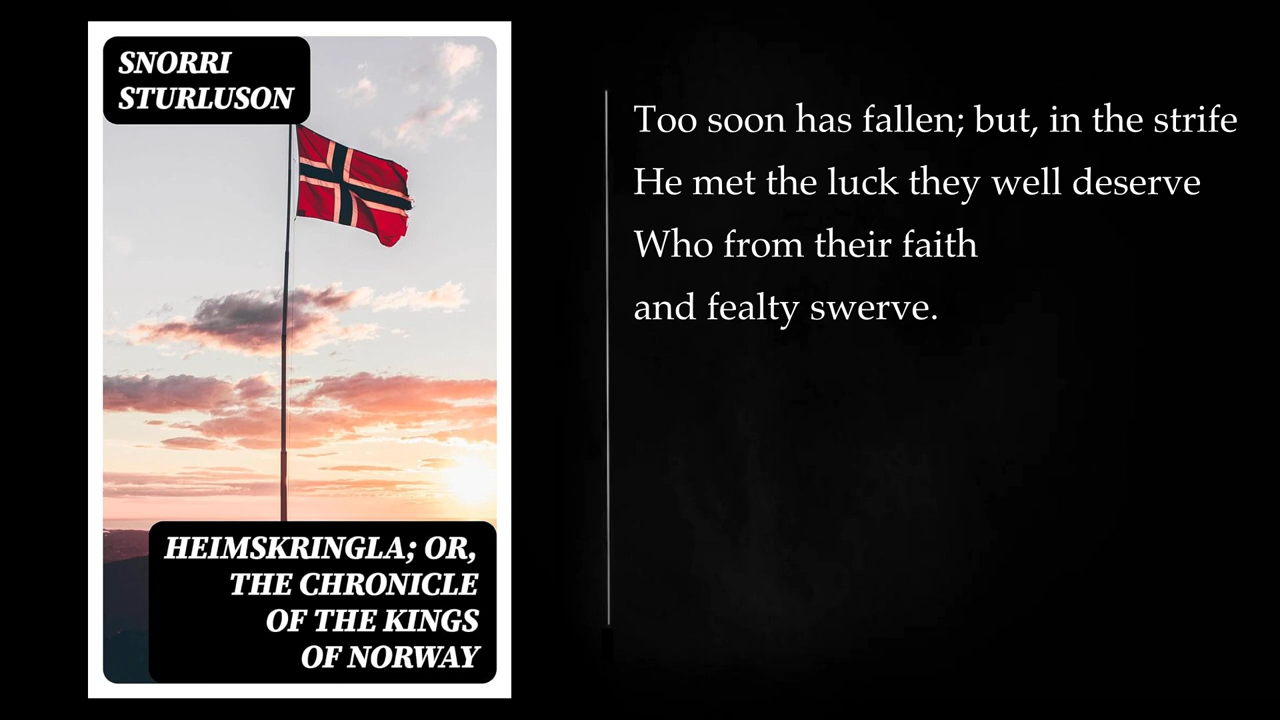 SNORRI
STURLUSON
HEIMSKRINGLA; OR,
THE CHRONICLE
OF THE KINGS
OF NORWAY
Too soon has fallen; but, in the strife
He met the luck they well deserve
Who from their faith
and fealty swerve.